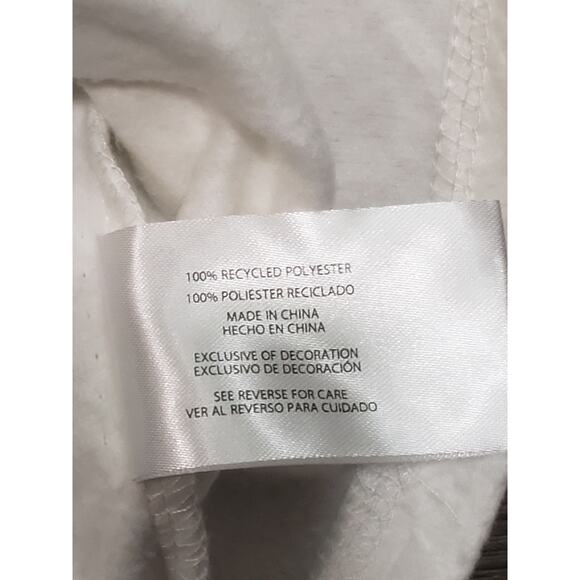 100% RECYCLED POLYESTER
100% POLIÉSTER RECICLADO
MADE IN CHINA
HECHO EN CHINA
EXCLUSIVE OF DECORATION
EXCLUSIVO DE DECORACIÓN
SEE REVERSE FOR CARE
VER AL REVERSO PARA CUIDADO